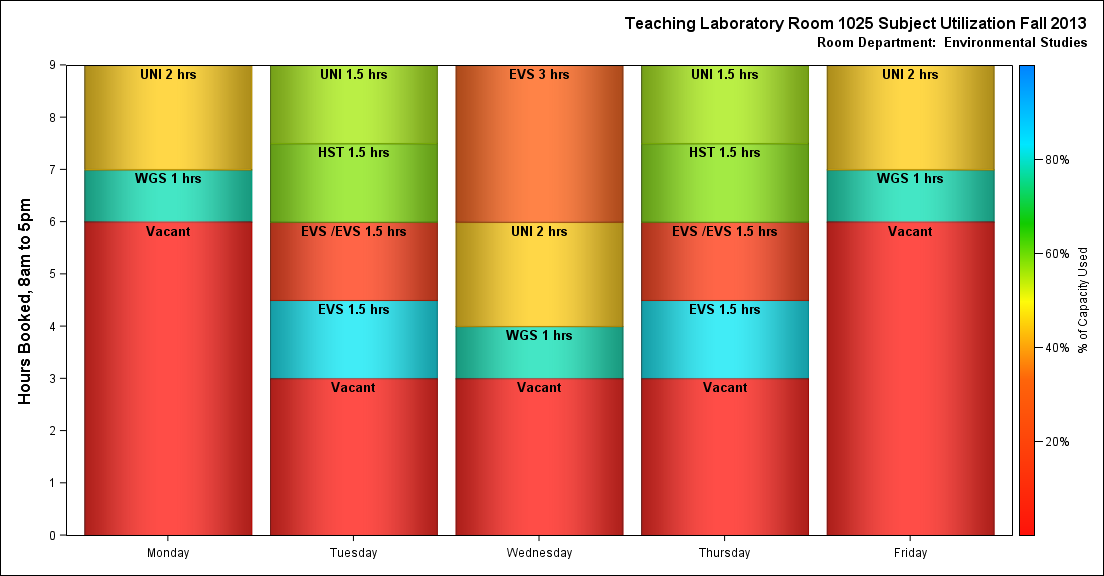 Teaching Laboratory Room 1025 Subject Utilization Fall 2013
Room Department:  Environmental Studies
Hours Booked, 8am to 5pm
9
8
7
6
5
4
3
2
1
0
UNI 2 hrs
WGS 1 hrs
Vacant
Monday
UNI 1.5 hrs
HST 1.5 hrs
EVS /EVS 1.5 hrs
EVS 1.5 hrs
Vacant
Tuesday
EVS 3 hrs
UNI 2 hrs
WGS 1 hrs
Vacant
Wednesday
UNI 1.5 hrs
HST 1.5 hrs
EVS /EVS 1.5 hrs
EVS 1.5 hrs
Vacant
Thursday
UNI 2 hrs
WGS 1 hrs
Vacant
Friday
80%
60%
40%
20%
% of Capacity Used